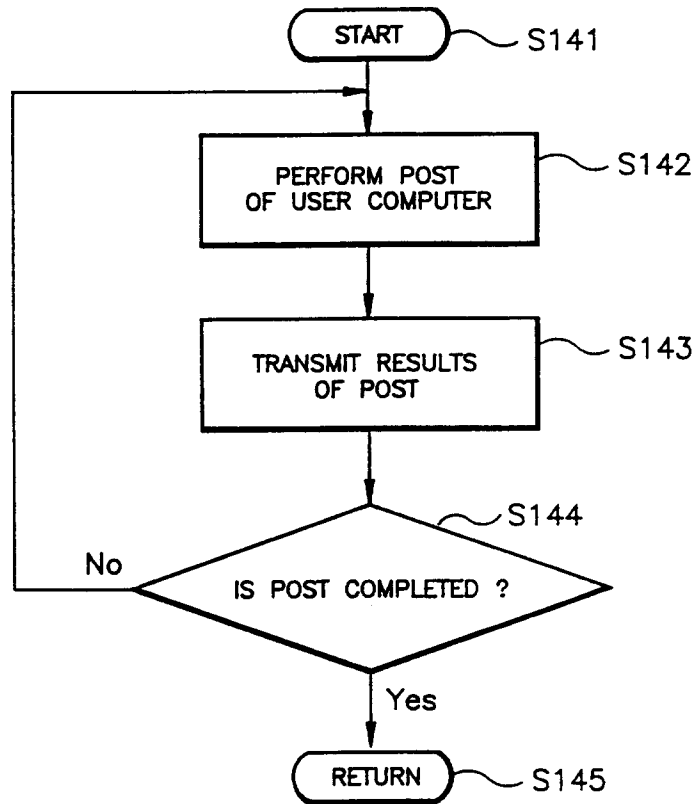 START
S141
PERFORM POST
OF USER COMPUTER
S142
TRANSMIT RESULTS
OF POST
S143
S144
No
IS POST COMPLETED ?
Yes
RETURN
S145